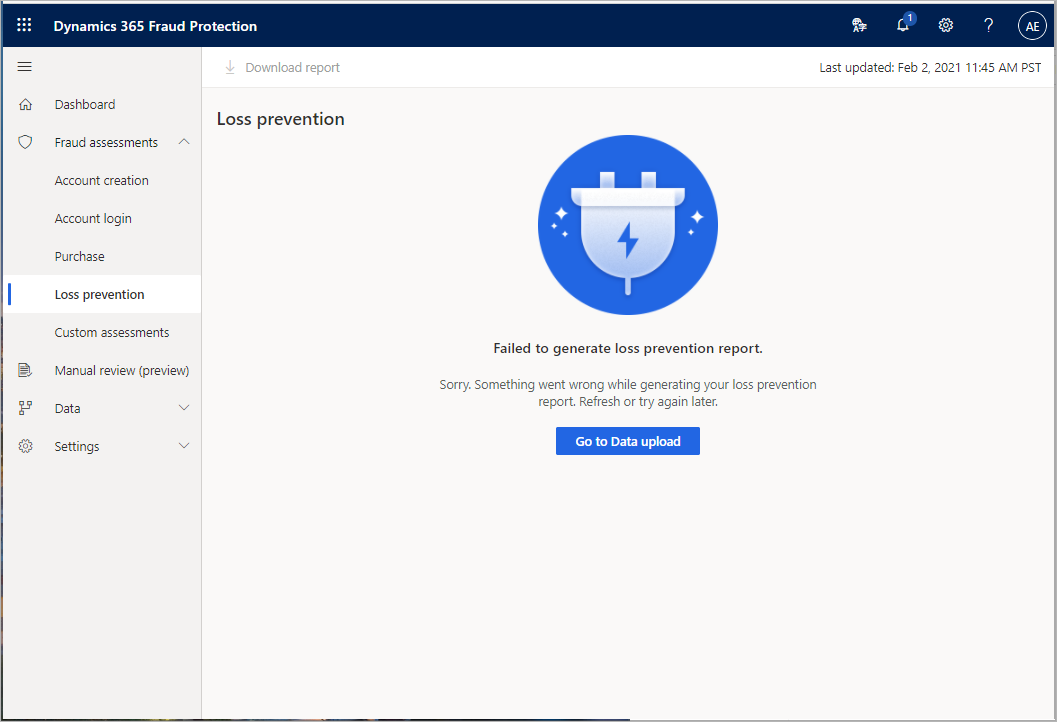 Dynamics 365 Fraud Protection
1
AE
Download report
Last updated: Feb 2, 2021 11:45 AM PST
Dashboard
Fraud assessments
Account creation
Account login
Purchase
Loss prevention
Custom assessments
Manual review (preview)
Data
Settings
Loss prevention
Failed to generate loss prevention report.
Sorry. Something went wrong while generating your loss prevention
report. Refresh or try again later.
Go to Data upload